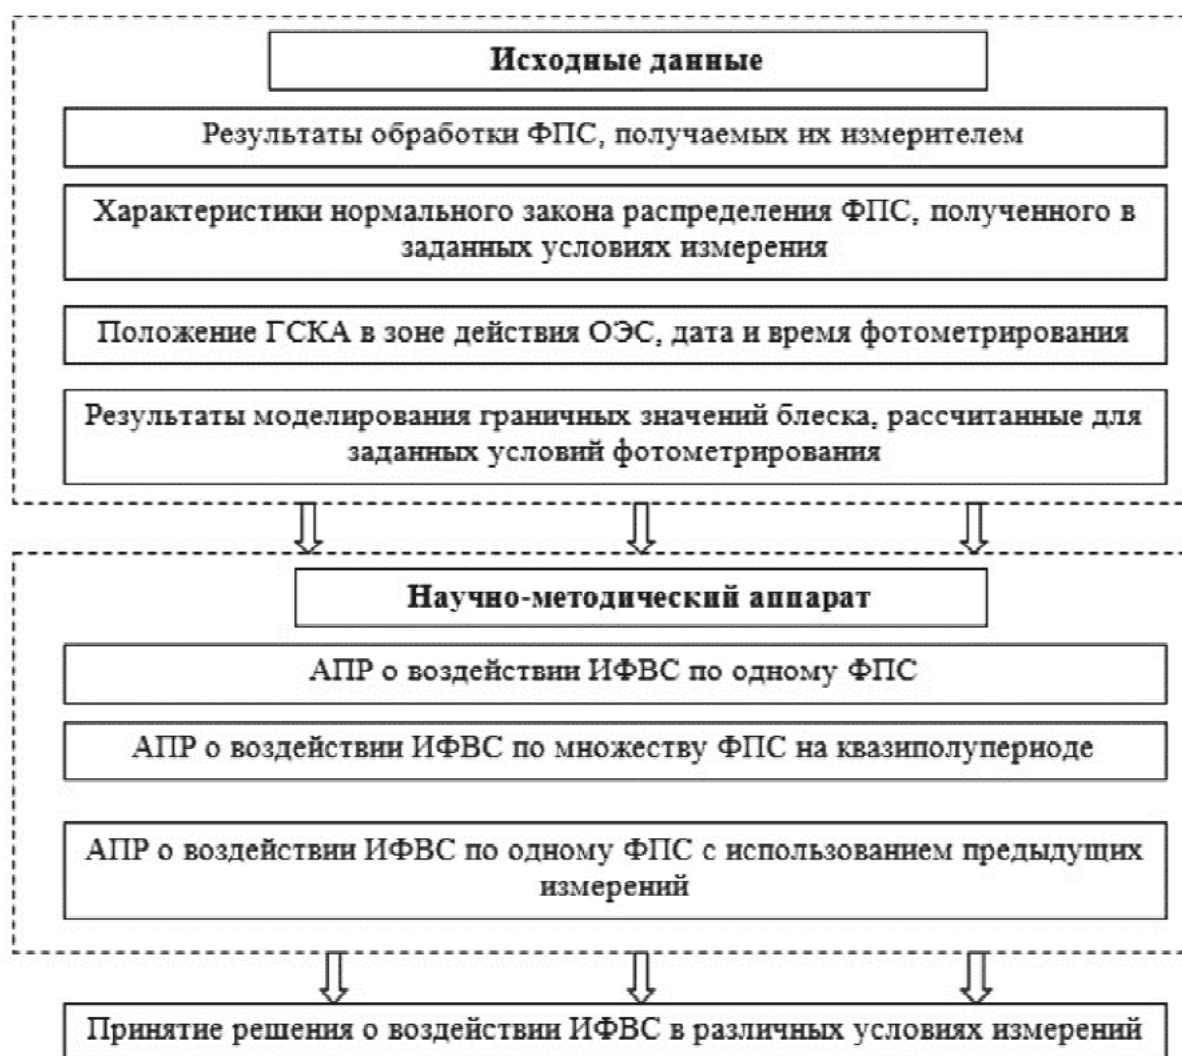 Исходные данные
Результаты обработки ФПС, получаемых их измерителем
Характеристики нормального закона распределения ФПС, полученного в
заданных условиях измерения
Положение ГСКА в зоне действия ОЭС, дата и время фотометрирования
Результаты моделирования граничных значений блеска, рассчитанные для
заданных условий фотометрирования
Научно-методический аппарат
АПР о воздействии ИФВС по одному ФПС
АПР о воздействии ИФВС по множеству ФПС на квазиполупериоде
АПР о воздействии ИФВС по одному ФПС с использованием предыдущих
измерений
Принятие решения о воздействии ИФВС в различных условиях измерений